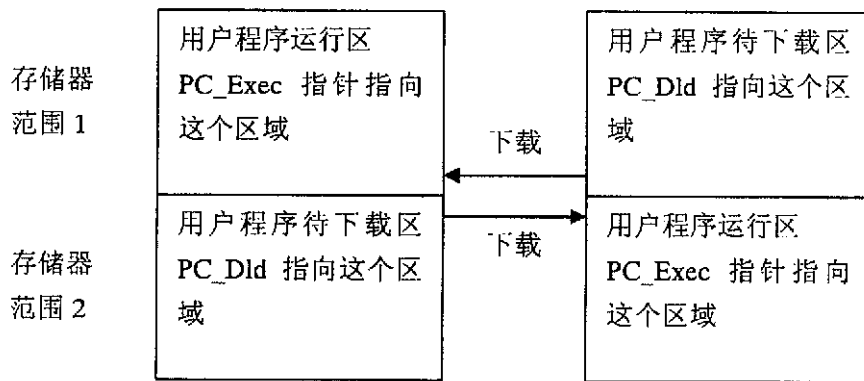 存储器
范围 1
用户程序运行区
PC_Exec 指针指向
这个区域
下载
用户程序待下载区
PC_Dld 指向这个区
域
存储器
范围 2
用户程序待下载区
PC_Dld 指向这个区
域
下载
用户程序运行区
PC_Exec 指针指向
这个区域